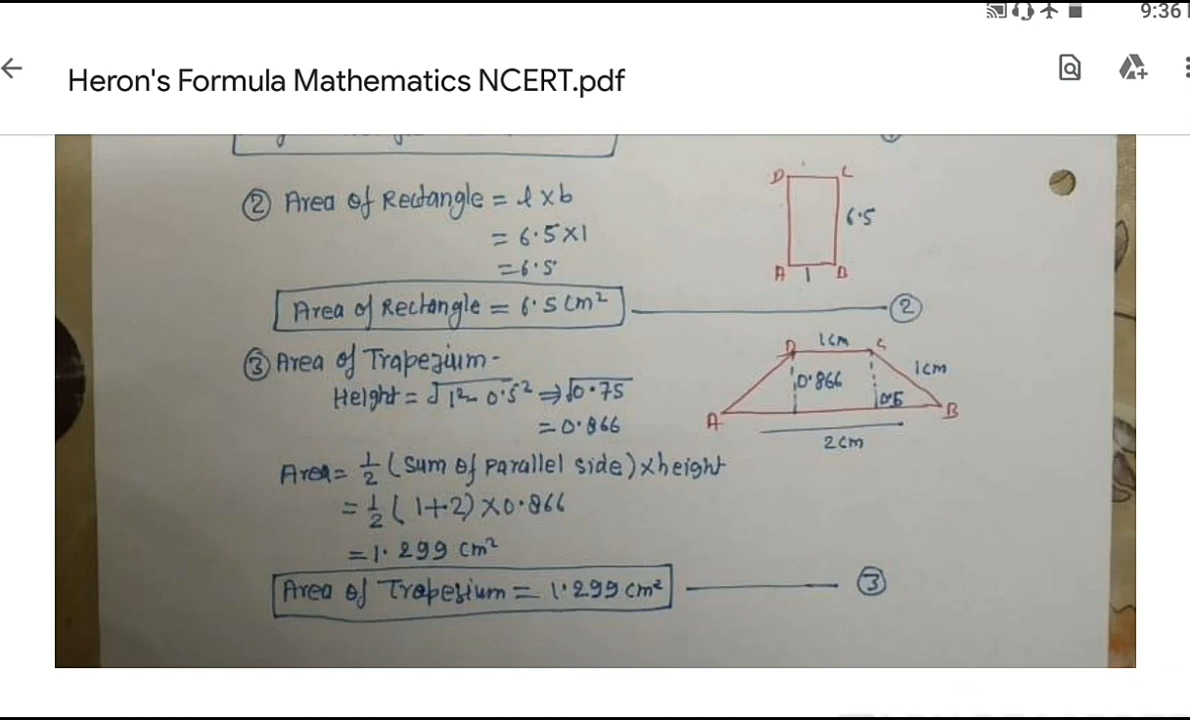 9:36
Heron's Formula Mathematics NCERT.pdf
② Area of Rectangle = l x b
= 6.5 x 1
= 6.5
Area of Rectangle = 6.5 cm² ②
D C
6.5
A 1 B
③ Area of Trapezium -
Height = √1² - 0.5² ⇒ √0.75
= 0.866
D 1cm C
1cm
0.866
0.5
A B
2cm
Area = 1/2 (Sum of Parallel side) x height
= 1/2 (1+2) x 0.866
= 1.299 cm²
Area of Trapezium = 1.299 cm² ③